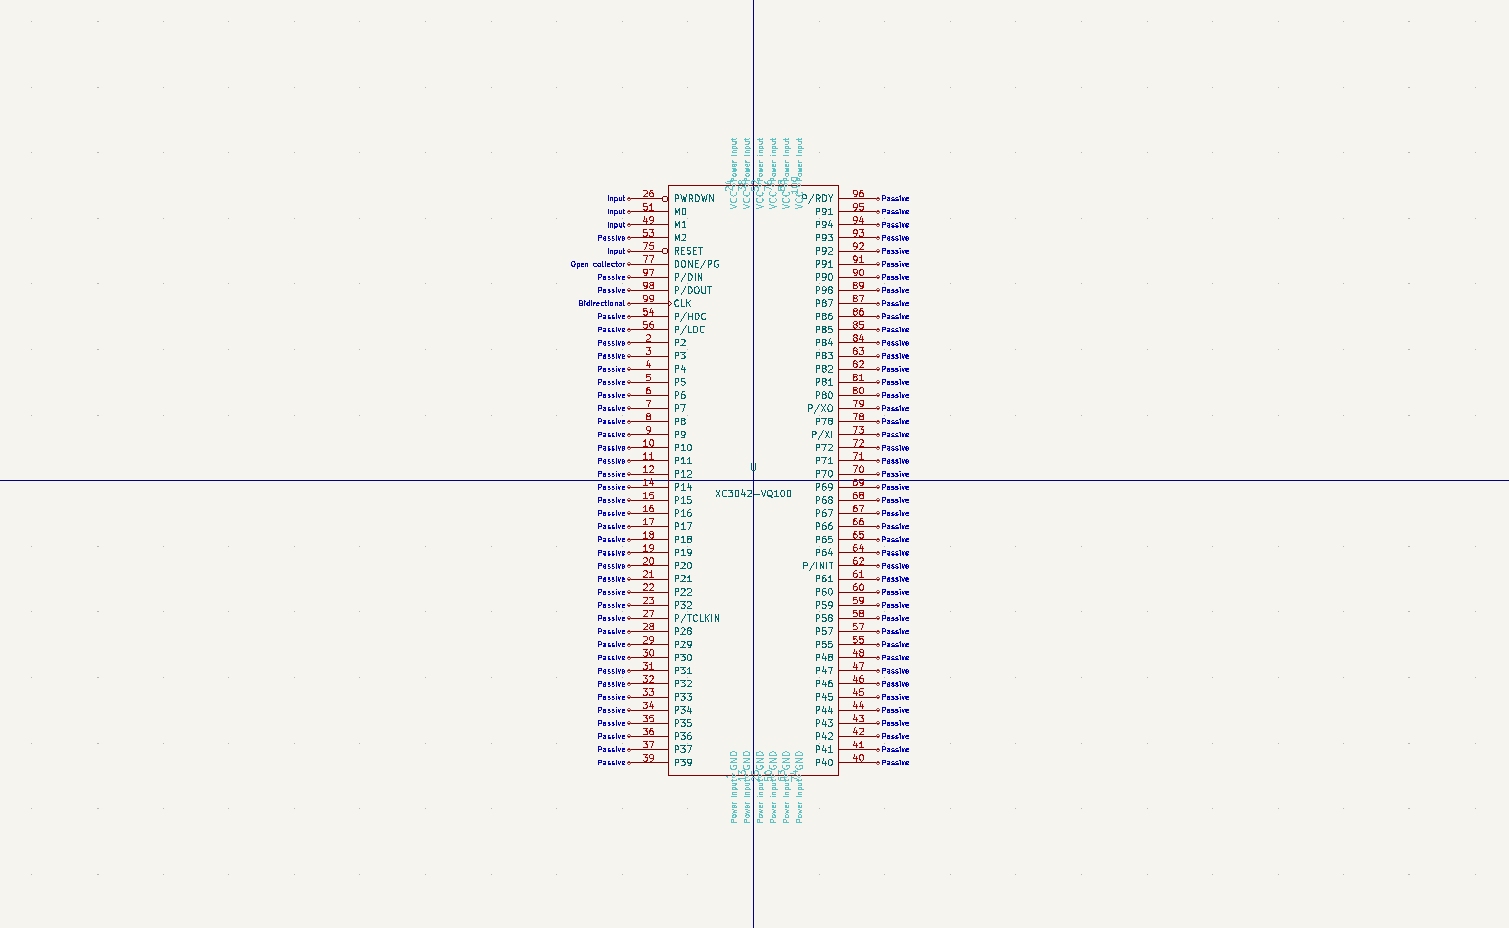 Power Input Power Input Power Input Power Input Power Input Power Input
VCC VCC VCC VCC VCC VCC
Input 26 PWRDWN P/RDY 96 Passive
Input 51 M0 P91 95 Passive
Input 49 M1 P94 94 Passive
Passive 53 M2 P93 93 Passive
Input 75 RESET P92 92 Passive
Open collector 77 DONE/PG P91 91 Passive
Passive 97 P/DIN P90 90 Passive
Passive 98 P/DOUT P98 89 Passive
Bidirectional 99 CLK P87 87 Passive
Passive 54 P/HDC P86 86 Passive
Passive 56 P/LDC P85 85 Passive
Passive 2 P2 P84 84 Passive
Passive 3 P3 P83 83 Passive
Passive 4 P4 P82 82 Passive
Passive 5 P5 P81 81 Passive
Passive 6 P6 P80 80 Passive
Passive 7 P7 P/XO 79 Passive
Passive 8 P8 P78 78 Passive
Passive 9 P9 P/XI 73 Passive
Passive 10 P10 P72 72 Passive
Passive 11 P11 P71 71 Passive
U
Passive 12 P12 P70 70 Passive
Passive 14 P14 P69 69 Passive
XC3042-VQ100
Passive 15 P15 P68 68 Passive
Passive 16 P16 P67 67 Passive
Passive 17 P17 P66 66 Passive
Passive 18 P18 P65 65 Passive
Passive 19 P19 P64 64 Passive
Passive 20 P20 P/INIT 62 Passive
Passive 21 P21 P61 61 Passive
Passive 22 P22 P60 60 Passive
Passive 23 P32 P59 59 Passive
Passive 27 P/TCLKIN P58 58 Passive
Passive 28 P28 P57 57 Passive
Passive 29 P29 P55 55 Passive
Passive 30 P30 P48 48 Passive
Passive 31 P31 P47 47 Passive
Passive 32 P32 P46 46 Passive
Passive 33 P33 P45 45 Passive
Passive 34 P34 P44 44 Passive
Passive 35 P35 P43 43 Passive
Passive 36 P36 P42 42 Passive
Passive 37 P37 P41 41 Passive
Passive 39 P39 P40 40 Passive
GND GND GND GND GND GND
Power Input Power Input Power Input Power Input Power Input Power Input